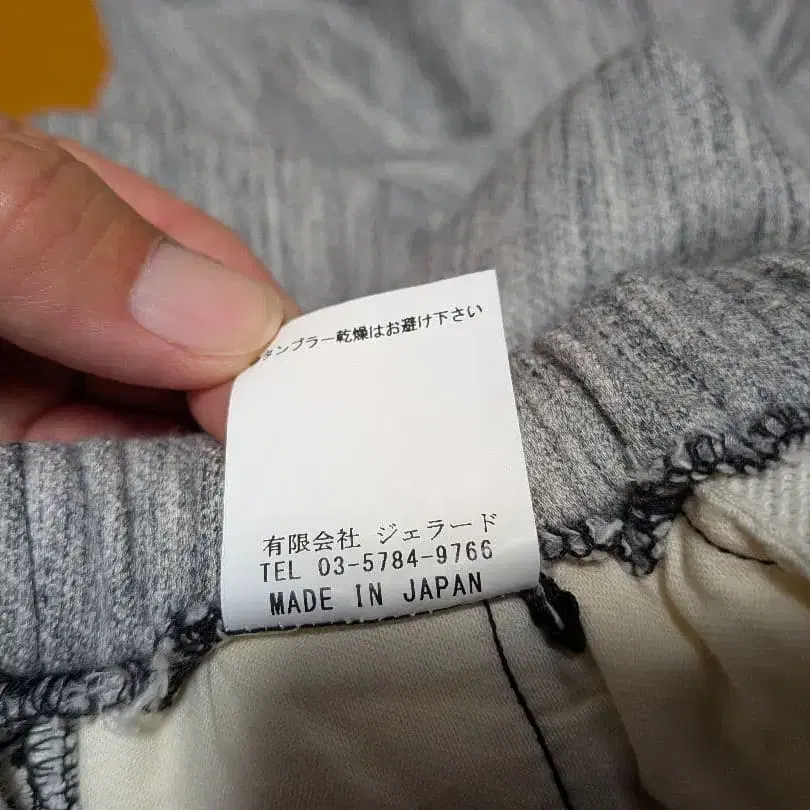 タンブラー乾燥はお避け下さい
有限会社 ジェラード
TEL 03-5784-9766
MADE IN JAPAN